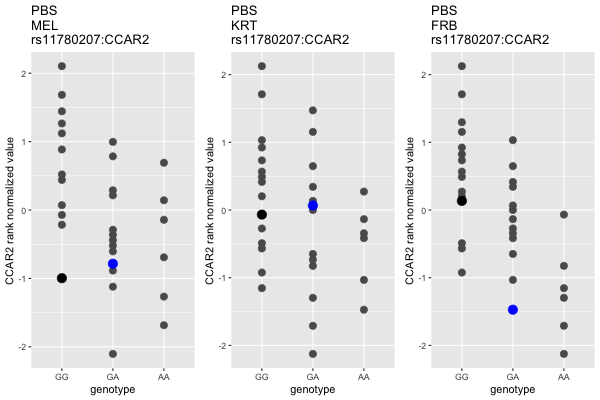 PBS
MEL
rs11780207:CCAR2
CCAR2 rank normalized value
2
1
0
-1
-2
GG
GA
AA
genotype
PBS
KRT
rs11780207:CCAR2
CCAR2 rank normalized value
2
1
0
-1
-2
GG
GA
AA
genotype
PBS
FRB
rs11780207:CCAR2
CCAR2 rank normalized value
2
1
0
-1
-2
GG
GA
AA
genotype